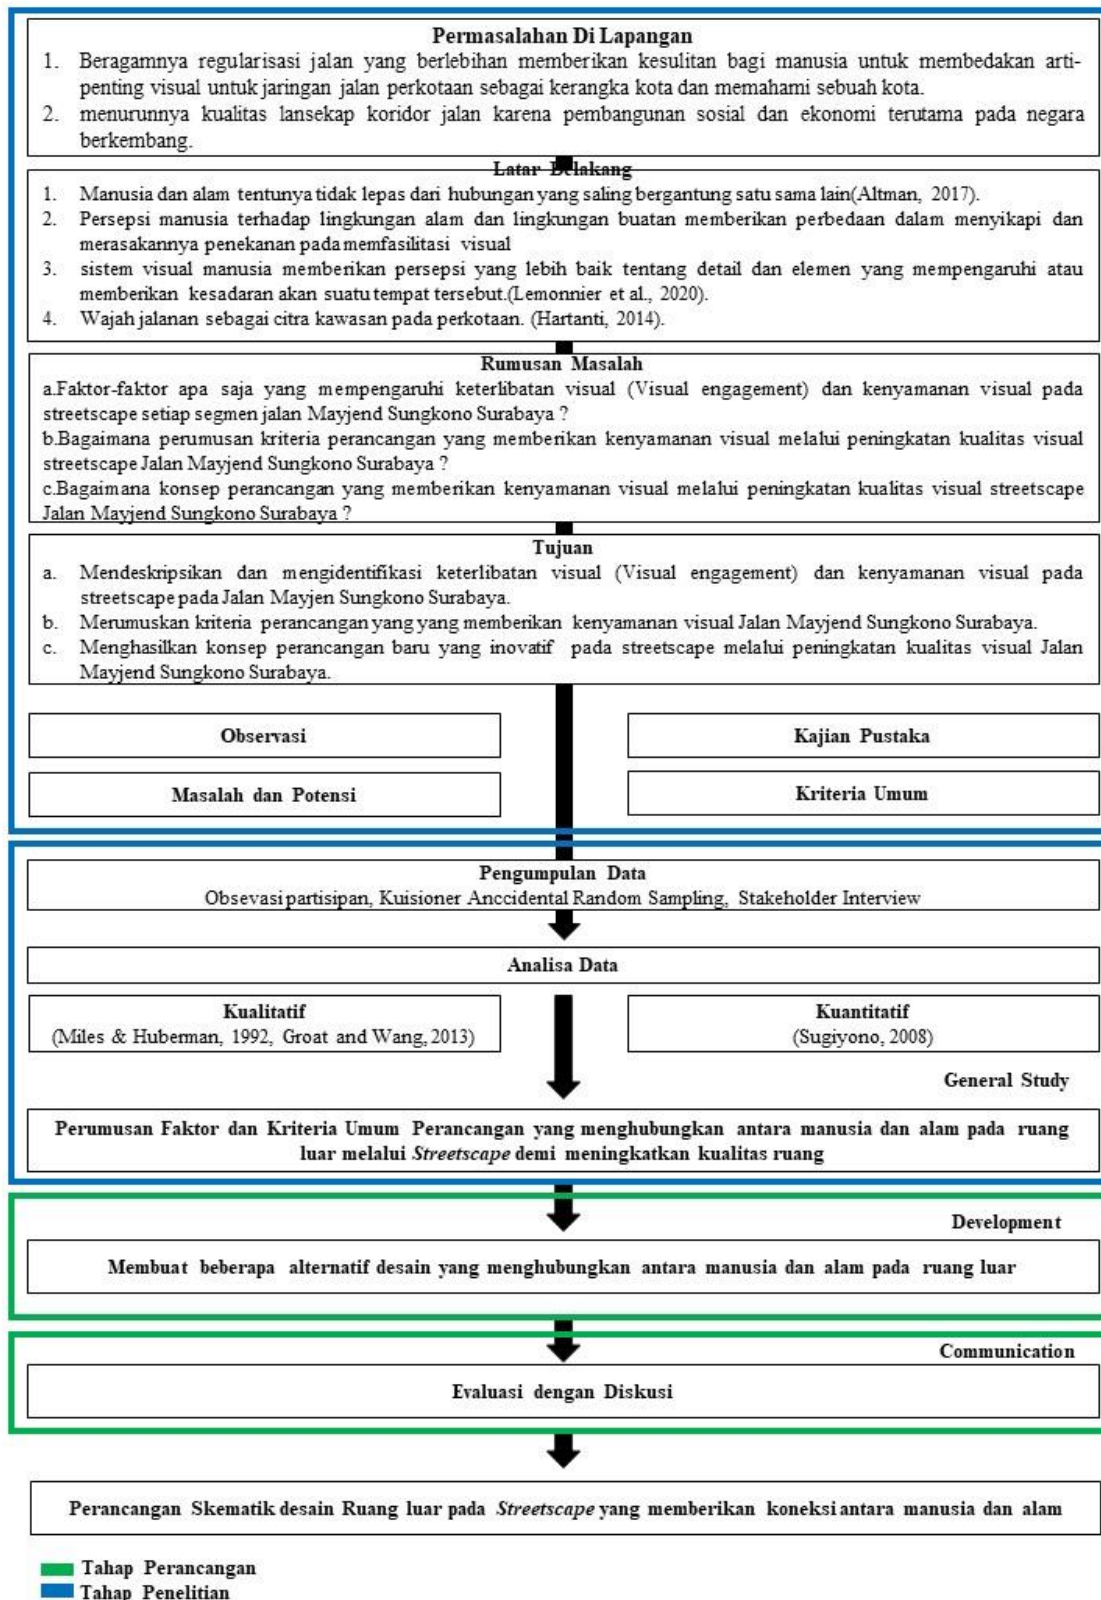 Permasalahan Di Lapangan
1. Beragamnya regularisasi jalan yang berlebihan memberikan kesulitan bagi manusia untuk membedakan arti-
penting visual untuk jaringan jalan perkotaan sebagai kerangka kota dan memahami sebuah kota.
2. menurunnya kualitas lansekap koridor jalan karena pembangunan sosial dan ekonomi terutama pada negara
berkembang.
Latar Belakang
1. Manusia dan alam tentunya tidak lepas dari hubungan yang saling bergantung satu sama lain(Altman, 2017).
2. Persepsi manusia terhadap lingkungan alam dan lingkungan buatan memberikan perbedaan dalam menyikapi dan
merasakannya penekanan pada memfasilitasi visual
3. sistem visual manusia memberikan persepsi yang lebih baik tentang detail dan elemen yang mempengaruhi atau
memberikan kesadaran akan suatu tempat tersebut.(Lemonnier et al., 2020).
4. Wajah jalanan sebagai citra kawasan pada perkotaan. (Hartanti, 2014).
Rumusan Masalah
a.Faktor-faktor apa saja yang mempengaruhi keterlibatan visual (Visual engagement) dan kenyamanan visual pada
streetscape setiap segmen jalan Mayjend Sungkono Surabaya ?
b.Bagaimana perumusan kriteria perancangan yang memberikan kenyamanan visual melalui peningkatan kualitas visual
streetscape Jalan Mayjend Sungkono Surabaya ?
c.Bagaimana konsep perancangan yang memberikan kenyamanan visual melalui peningkatan kualitas visual streetscape
Jalan Mayjend Sungkono Surabaya ?
Tujuan
a. Mendeskripsikan dan mengidentifikasi keterlibatan visual (Visual engagement) dan kenyamanan visual pada
streetscape pada Jalan Mayjen Sungkono Surabaya.
b. Merumuskan kriteria perancangan yang yang memberikan kenyamanan visual Jalan Mayjend Sungkono Surabaya.
c. Menghasilkan konsep perancangan baru yang inovatif pada streetscape melalui peningkatan kualitas visual Jalan
Mayjend Sungkono Surabaya.
Observasi
Kajian Pustaka
Masalah dan Potensi
Kriteria Umum
Pengumpulan Data
Obsevasi partisipan, Kuisioner Anccidental Random Sampling, Stakeholder Interview
Analisa Data
Kualitatif
(Miles & Huberman, 1992, Groat and Wang, 2013)
Kuantitatif
(Sugiyono, 2008)
General Study
Perumusan Faktor dan Kriteria Umum Perancangan yang menghubungkan antara manusia dan alam pada ruang
luar melalui Streetscape demi meningkatkan kualitas ruang
Development
Membuat beberapa alternatif desain yang menghubungkan antara manusia dan alam pada ruang luar
Communication
Evaluasi dengan Diskusi
Perancangan Skematik desain Ruang luar pada Streetscape yang memberikan koneksi antara manusia dan alam
Tahap Perancangan
Tahap Penelitian